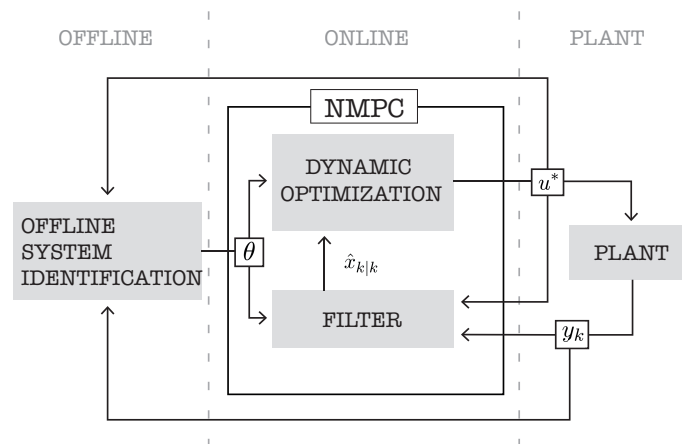 OFFLINE
ONLINE
PLANT
NMPC
DYNAMIC
OPTIMIZATION
u*
OFFLINE
SYSTEM
IDENTIFICATION
θ
x̂k|k
PLANT
FILTER
yk